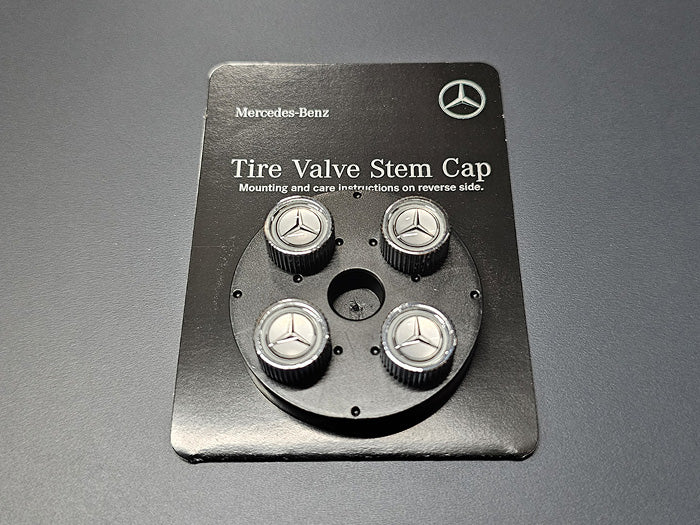 Mercedes-Benz
Tire Valve Stem Cap
Mounting and care instructions on reverse side.